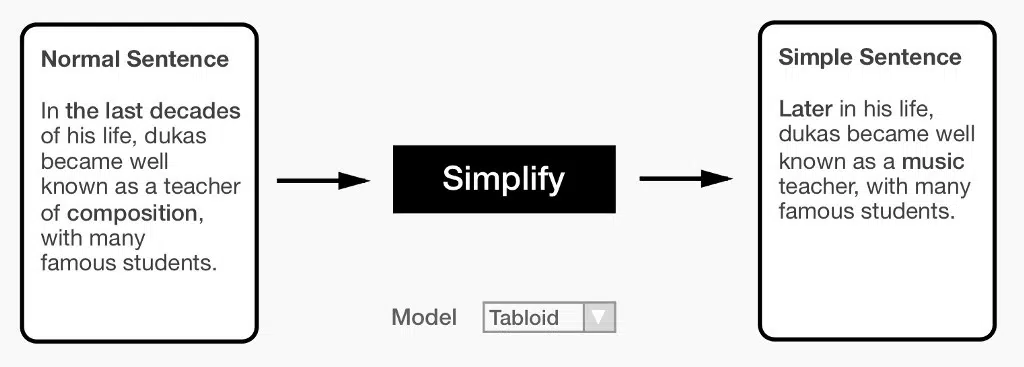 Normal Sentence
In the last decades
of his life, dukas
became well
known as a teacher
of composition,
with many
famous students.
Simplify
Model
Tabloid
Simple Sentence
Later in his life,
dukas became well
known as a music
teacher, with many
famous students.